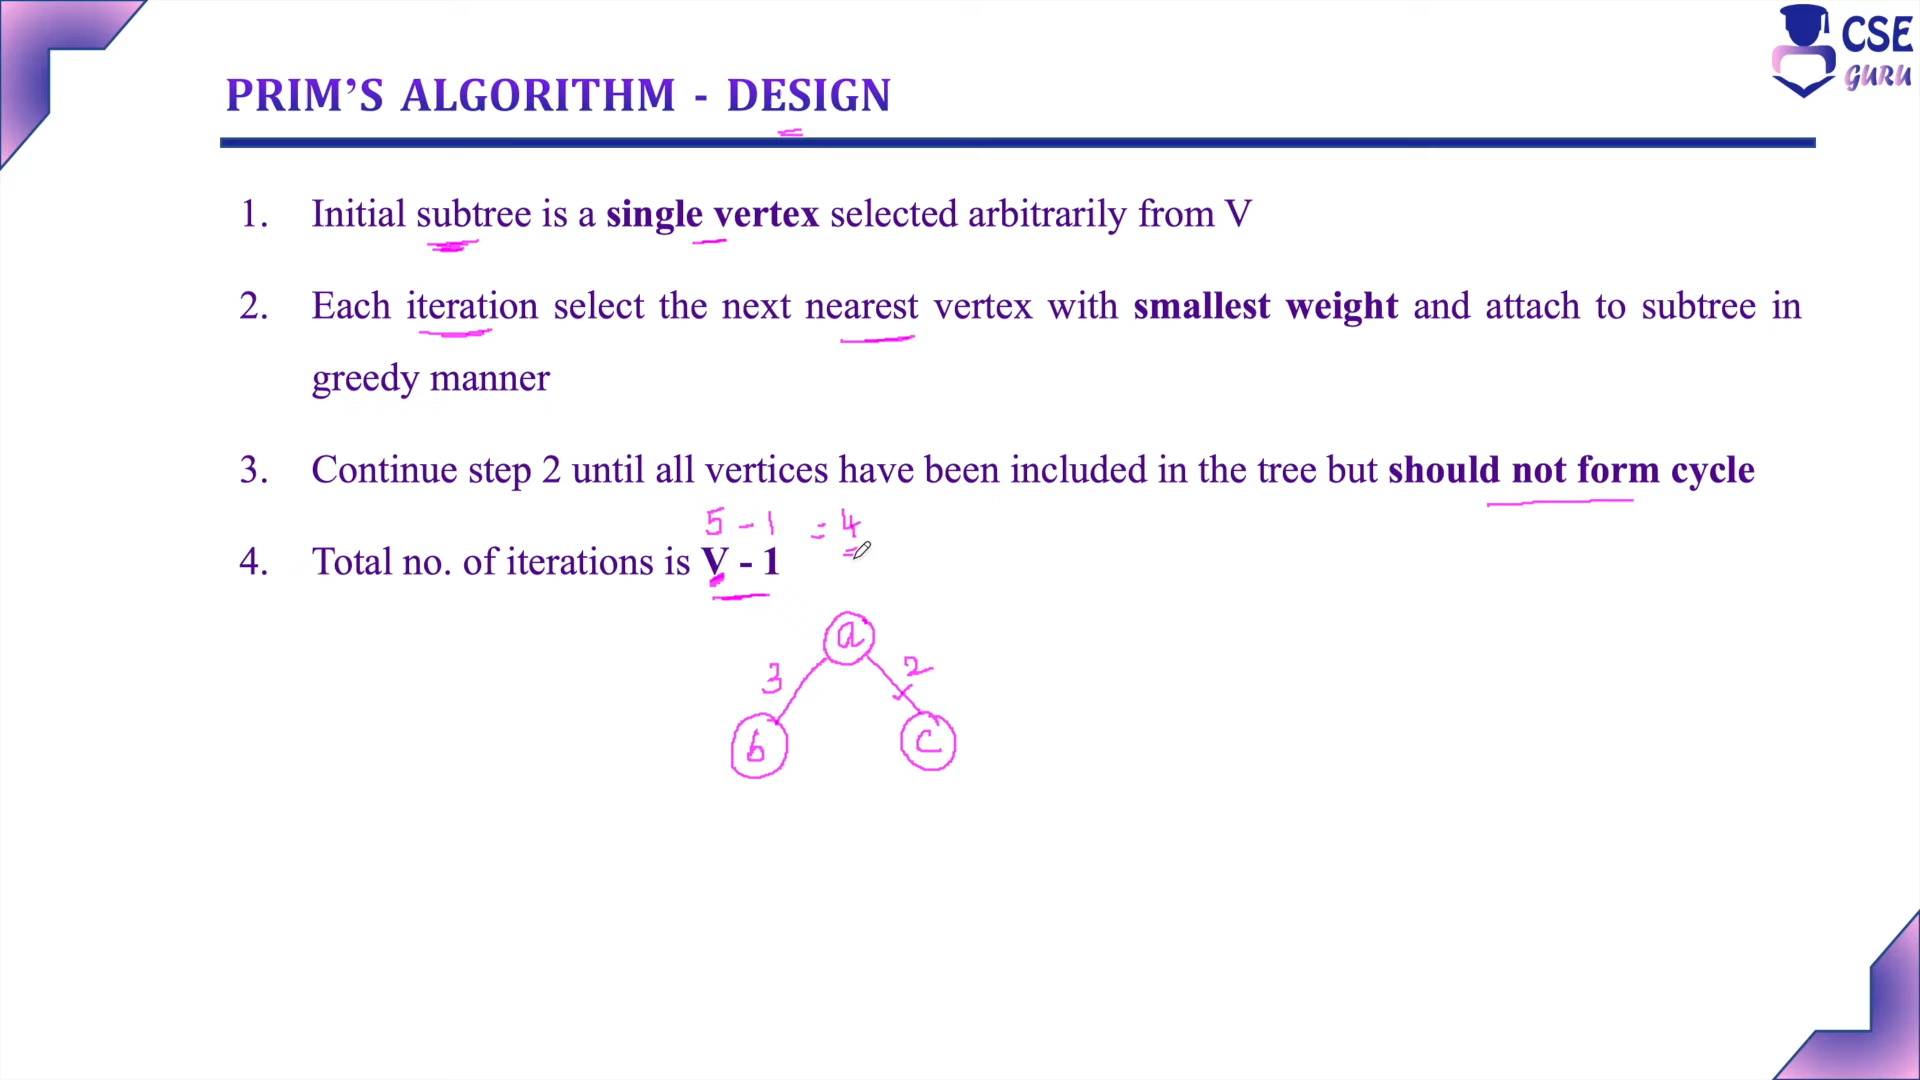 CSE
GURU
PRIM'S ALGORITHM - DESIGN
1. Initial subtree is a single vertex selected arbitrarily from V
2. Each iteration select the next nearest vertex with smallest weight and attach to subtree in
greedy manner
3. Continue step 2 until all vertices have been included in the tree but should not form cycle
5 - 1 = 4
4. Total no. of iterations is V - 1
a
3 2
b c